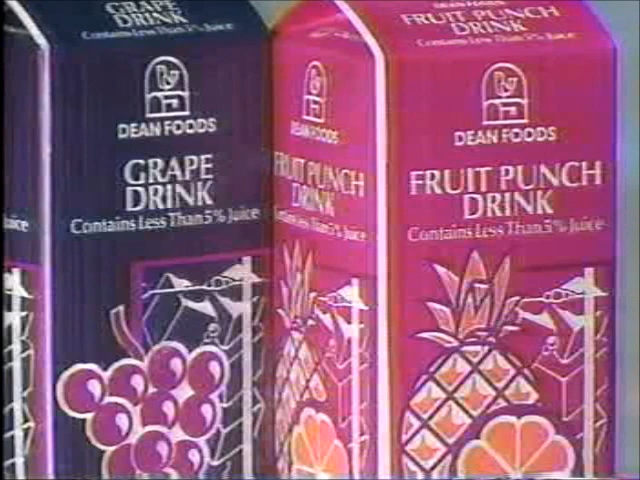 GRAPE
DRINK
Contains Less Than 5% Juice
DEAN FOODS
GRAPE
DRINK
Contains Less Than 5% Juice
Juice
FRUIT PUNCH
DRINK
Contains Less Than 5% Juice
DEAN FOODS
FRUIT PUNCH
DRINK
Contains Less Than 5% Juice
DEAN FOODS
FRUIT PUNCH
DRINK
Contains Less Than 5% Juice